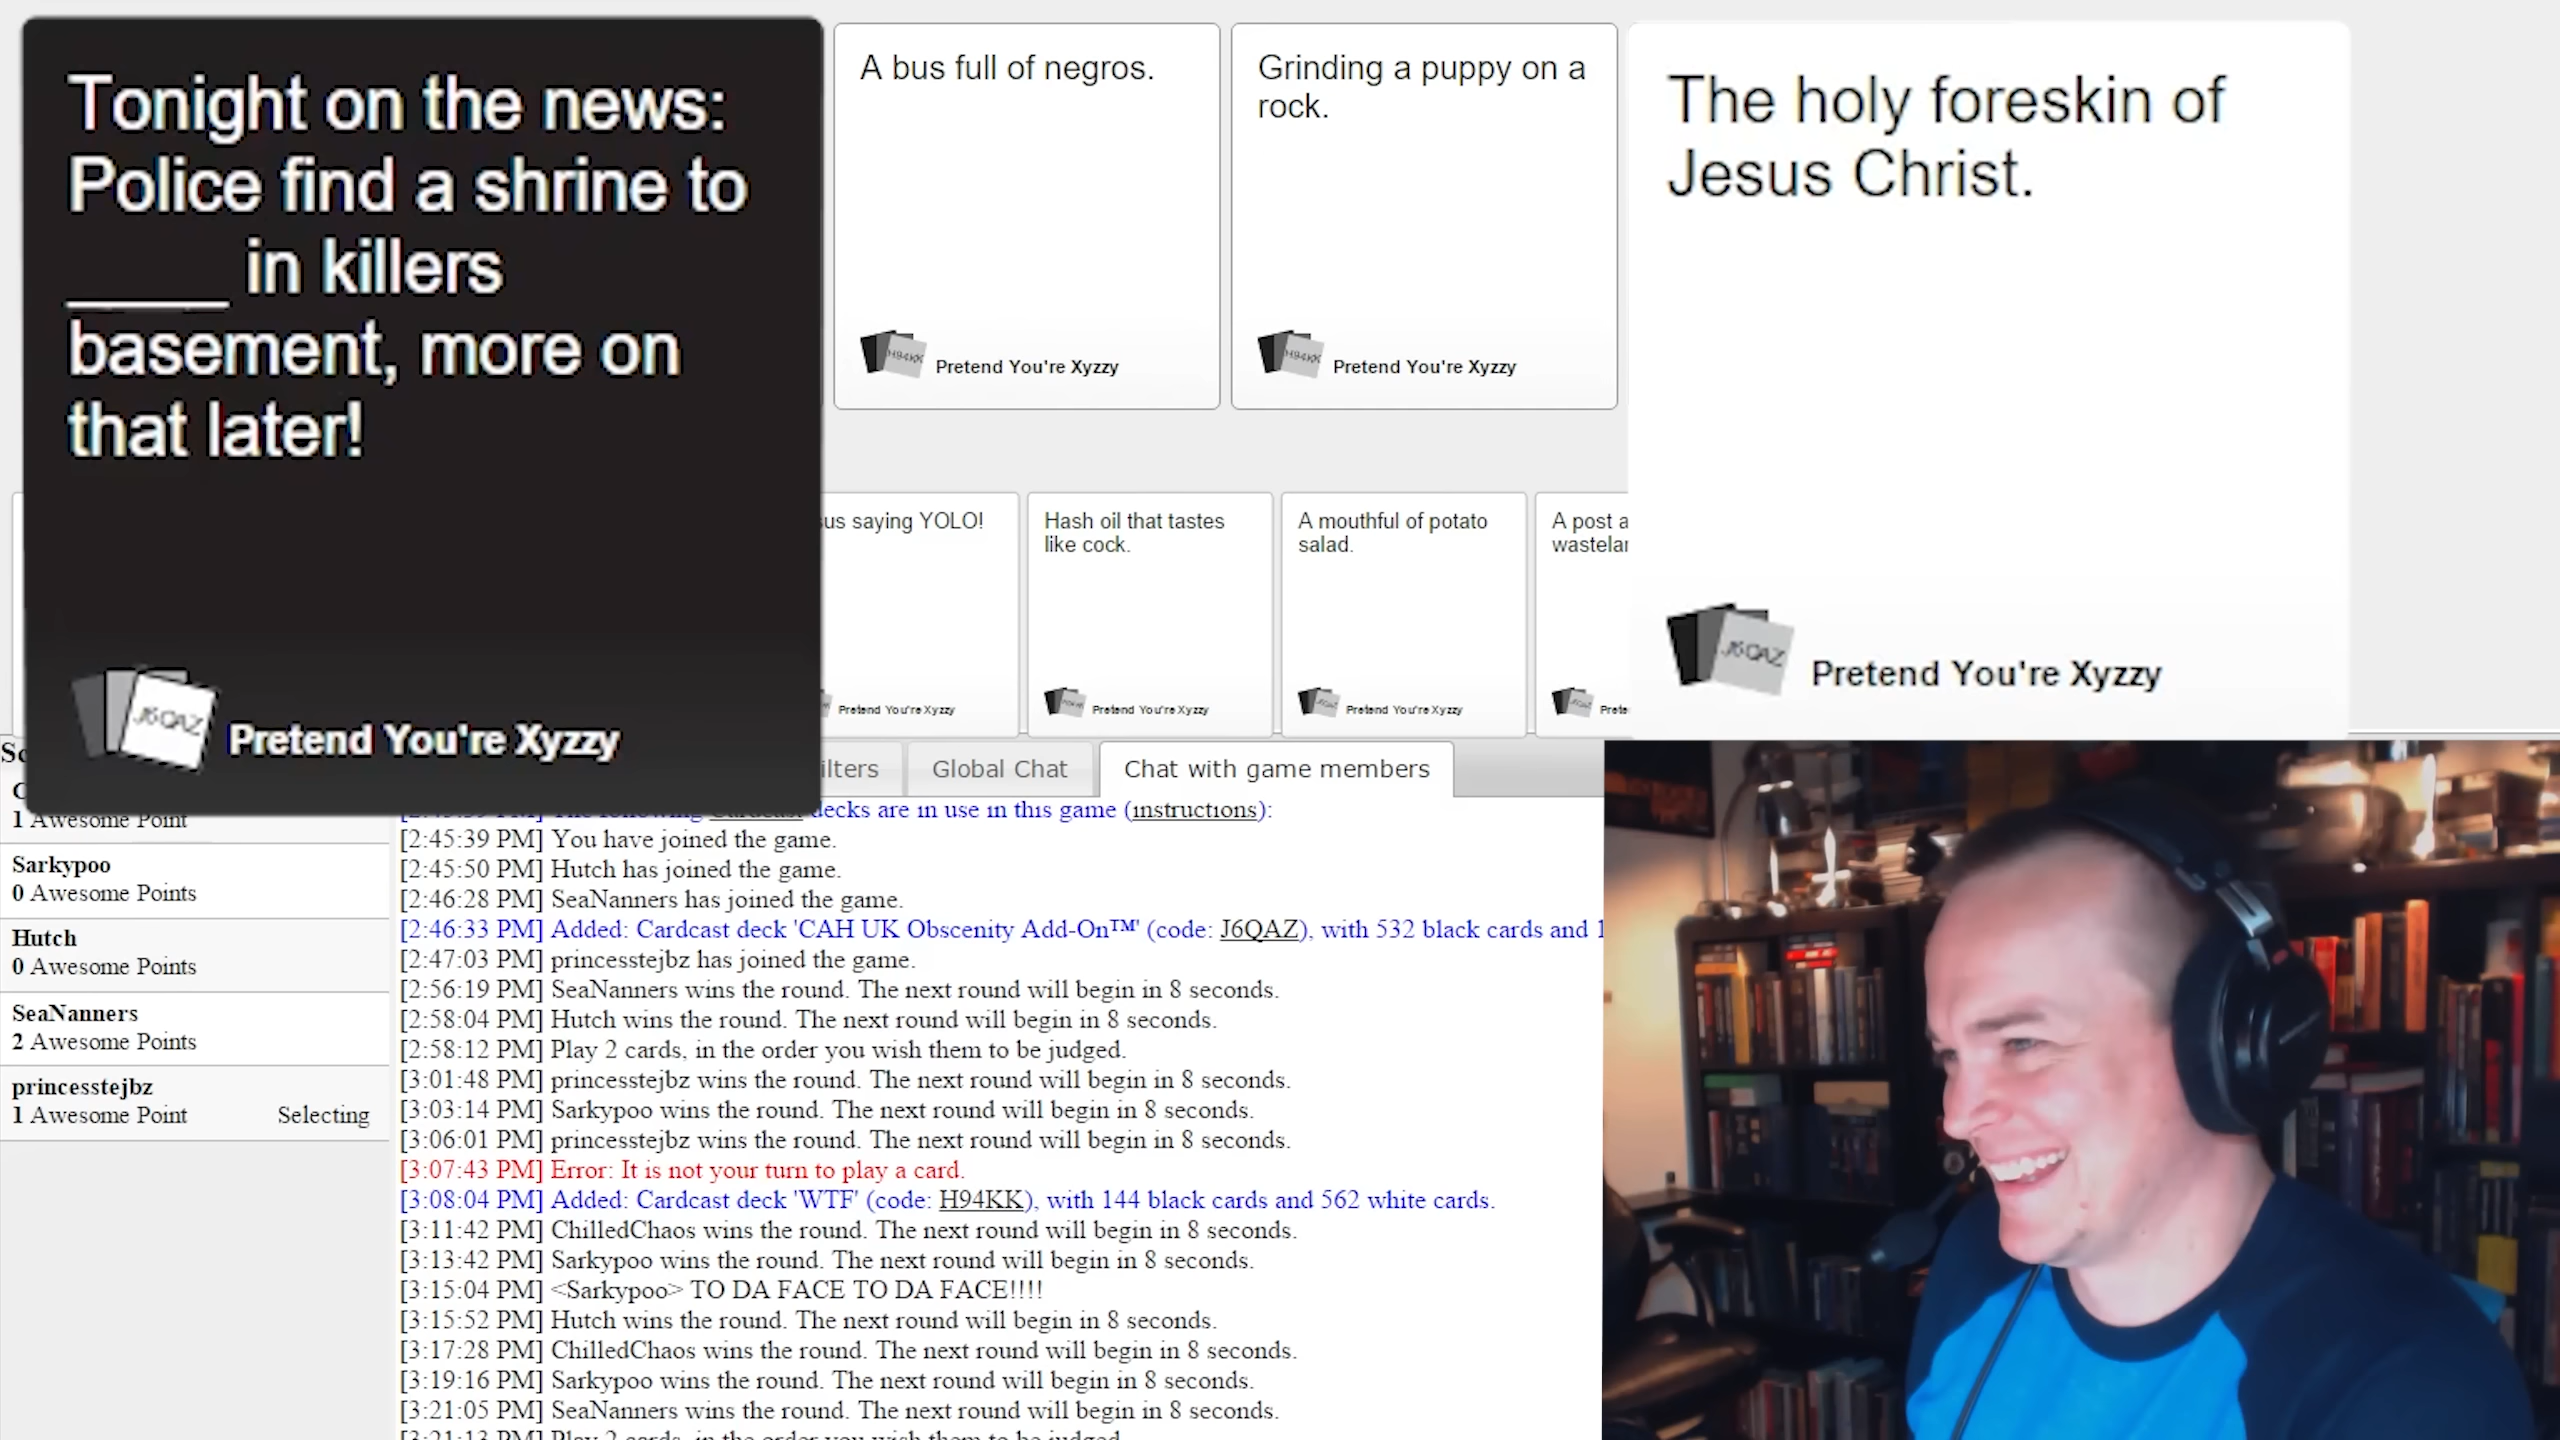 Tonight on the news:
Police find a shrine to
____ in killers
basement, more on
that later!
J6QAZ
Pretend You're Xyzzy
A bus full of negros.
H94KK
Pretend You're Xyzzy
Grinding a puppy on a
rock.
H94KK
Pretend You're Xyzzy
The holy foreskin of
Jesus Christ.
J6QAZ
Pretend You're Xyzzy
saying YOLO!
Pretend You're Xyzzy
Hash oil that tastes
like cock.
Pretend You're Xyzzy
A mouthful of potato
salad.
Pretend You're Xyzzy
A post
Global Chat
Chat with game members
1 Awesome Point
Sarkypoo
0 Awesome Points
Hutch
0 Awesome Points
SeaNanners
2 Awesome Points
princesstejbz
1 Awesome Point Selecting
decks are in use in this game (instructions):
[2:45:39 PM] You have joined the game.
[2:45:50 PM] Hutch has joined the game.
[2:46:28 PM] SeaNanners has joined the game.
[2:46:33 PM] Added: Cardcast deck 'CAH UK Obscenity Add-On™' (code: J6QAZ), with 532 black cards and
[2:47:03 PM] princesstejbz has joined the game.
[2:56:19 PM] SeaNanners wins the round. The next round will begin in 8 seconds.
[2:58:04 PM] Hutch wins the round. The next round will begin in 8 seconds.
[2:58:12 PM] Play 2 cards, in the order you wish them to be judged.
[3:01:48 PM] princesstejbz wins the round. The next round will begin in 8 seconds.
[3:03:14 PM] Sarkypoo wins the round. The next round will begin in 8 seconds.
[3:06:01 PM] princesstejbz wins the round. The next round will begin in 8 seconds.
[3:07:43 PM] Error: It is not your turn to play a card.
[3:08:04 PM] Added: Cardcast deck 'WTF' (code: H94KK), with 144 black cards and 562 white cards.
[3:11:42 PM] ChilledChaos wins the round. The next round will begin in 8 seconds.
[3:13:42 PM] Sarkypoo wins the round. The next round will begin in 8 seconds.
[3:15:04 PM] <Sarkypoo> TO DA FACE TO DA FACE!!!!
[3:15:52 PM] Hutch wins the round. The next round will begin in 8 seconds.
[3:17:28 PM] ChilledChaos wins the round. The next round will begin in 8 seconds.
[3:19:16 PM] Sarkypoo wins the round. The next round will begin in 8 seconds.
[3:21:05 PM] SeaNanners wins the round. The next round will begin in 8 seconds.
[3:21:13 PM] Play 2 cards, in the order you wish them to be judged.